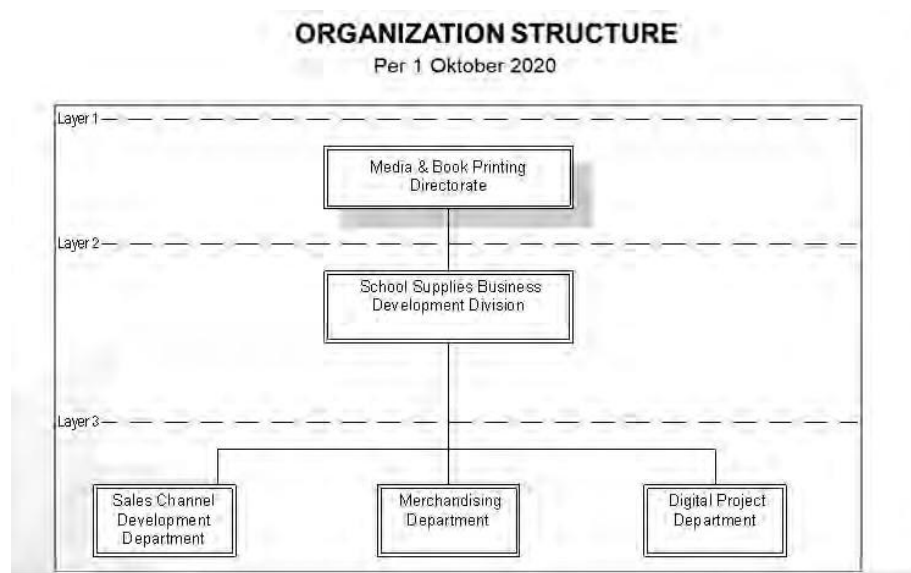 ORGANIZATION STRUCTURE
Per 1 Oktober 2020
Layer 1
Media & Book Printing
Directorate
Layer 2
School Supplies Business
Development Division
Layer 3
Sales Channel
Development
Department
Merchandising
Department
Digital Project
Department